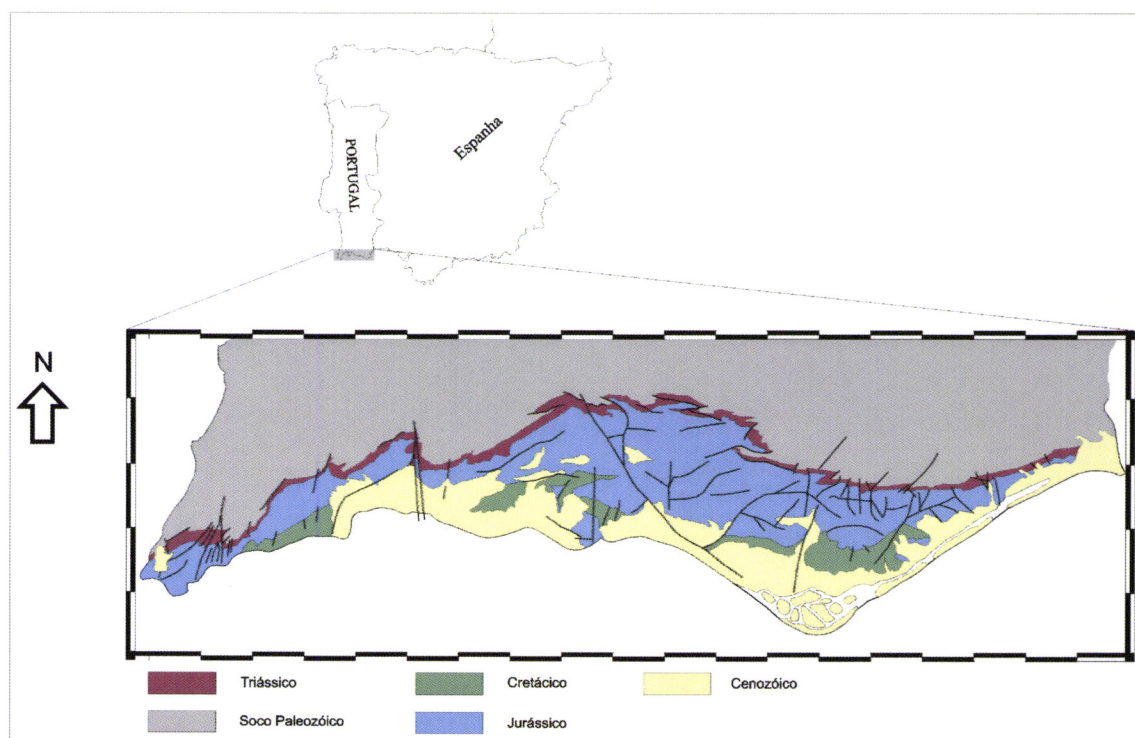 Espanha
PORTUGAL
N
Triássico
Cretácico
Cenozóico
Soco Paleozóico
Jurássico